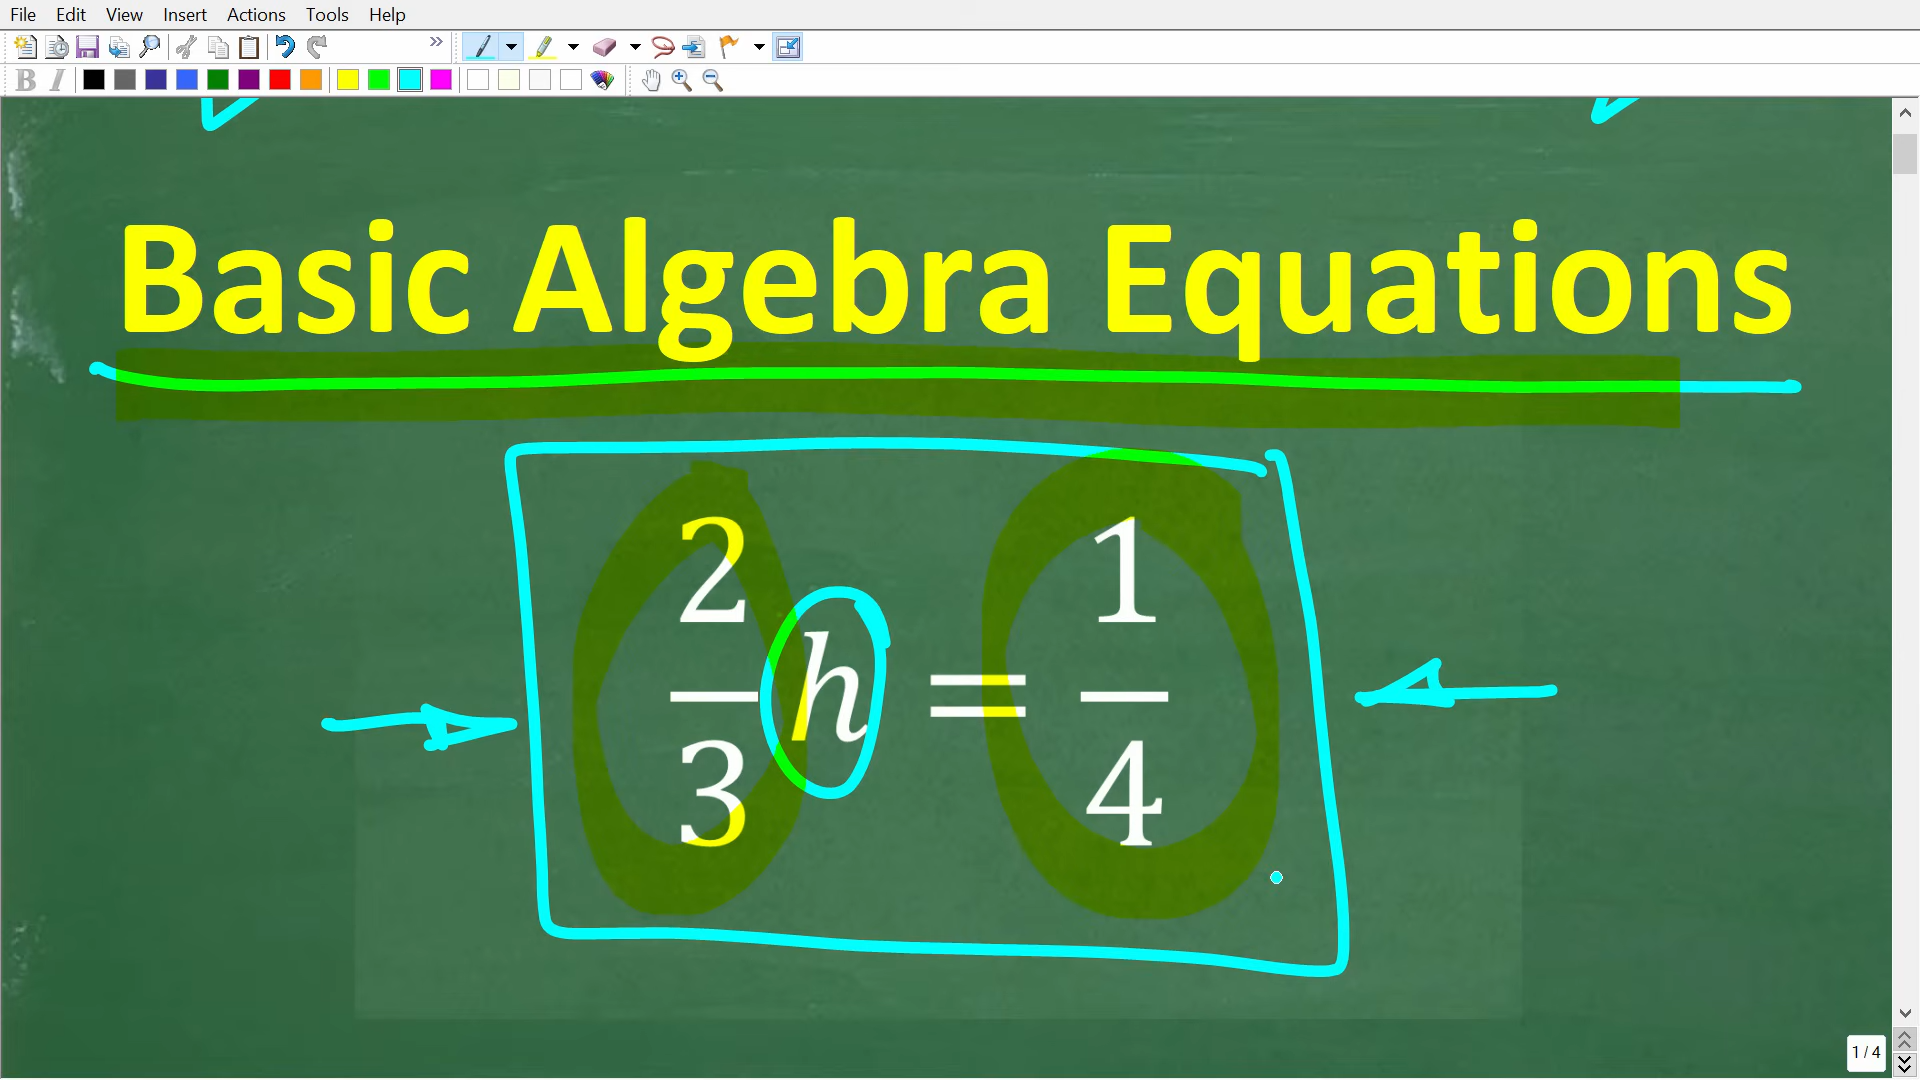 File Edit View Insert Actions Tools Help
B I
Basic Algebra Equations
2/3 h = 1/4
1 / 4